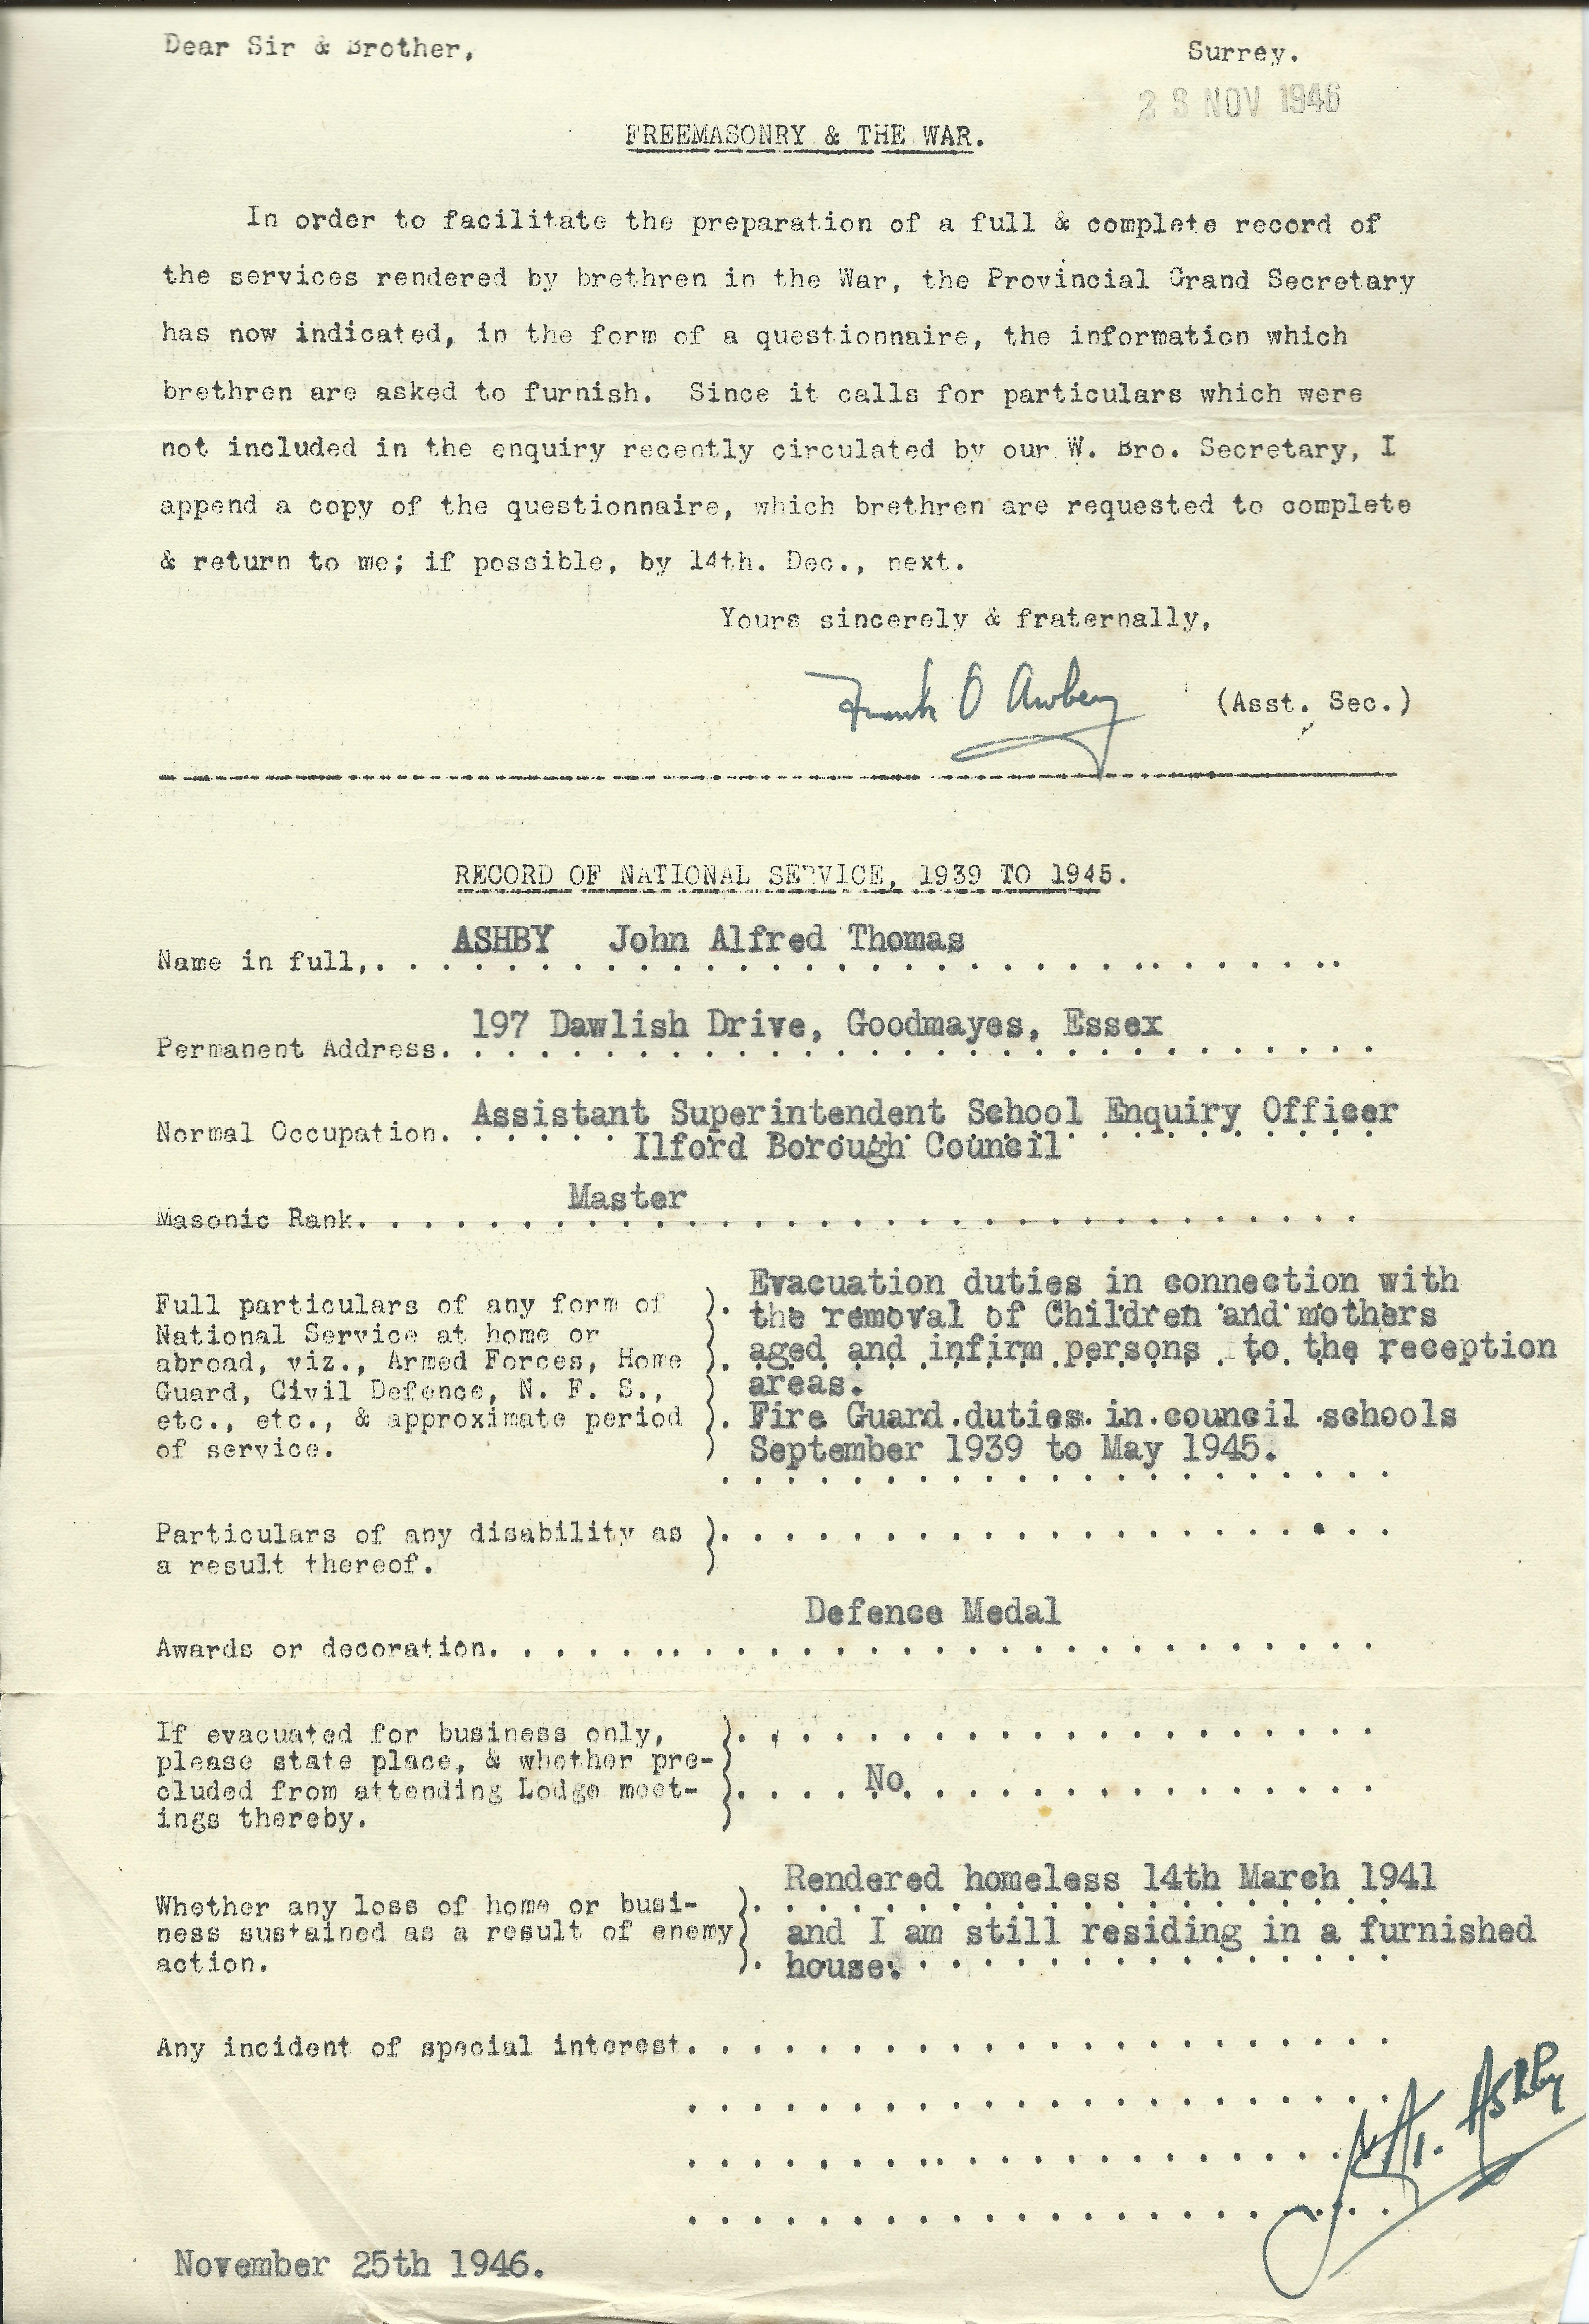 Dear Sir & Brother,
Surrey.
NOV 1946
FREEMASONRY & THE WAR.
In order to facilitate the preparation of a full & complete record of
the services rendered by brethren in the War, the Provincial Grand Secretary
has now indicated, in the form of a questionnaire, the information which
brethren are asked to furnish. Since it calls for particulars which were
not included in the enquiry recently circulated by our W. Bro. Secretary, I
append a copy of the questionnaire, which brethren are requested to complete
& return to me; if possible, by 14th. Dec., next.
Yours sincerely & fraternally,
Frank O Awbery (Asst. Sec.)
RECORD OF NATIONAL SERVICE, 1939 TO 1945.
Name in full, ASHBY John Alfred Thomas
Permanent Address. 197 Dawlish Drive, Goodmayes, Essex
Normal Occupation. Assistant Superintendent School Enquiry Officer
Ilford Borough Council
Masonic Rank. Master
Full particulars of any form of
National Service at home or
abroad, viz., Armed Forces, Home
Guard, Civil Defence, N. F. S.,
etc., etc., & approximate period
of service.
Evacuation duties in connection with
the removal of Children and mothers
aged and infirm persons to the reception
areas.
Fire Guard duties in council schools
September 1939 to May 1945.
Particulars of any disability as
a result thereof.
Awards or decoration. Defence Medal
If evacuated for business only,
please state place, & whether pre-
cluded from attending Lodge meet-
ings thereby.
No
Whether any loss of home or busi-
ness sustained as a result of enemy
action.
Rendered homeless 14th March 1941
and I am still residing in a furnished
house.
Any incident of special interest.
J.A.T. Ashby
November 25th 1946.